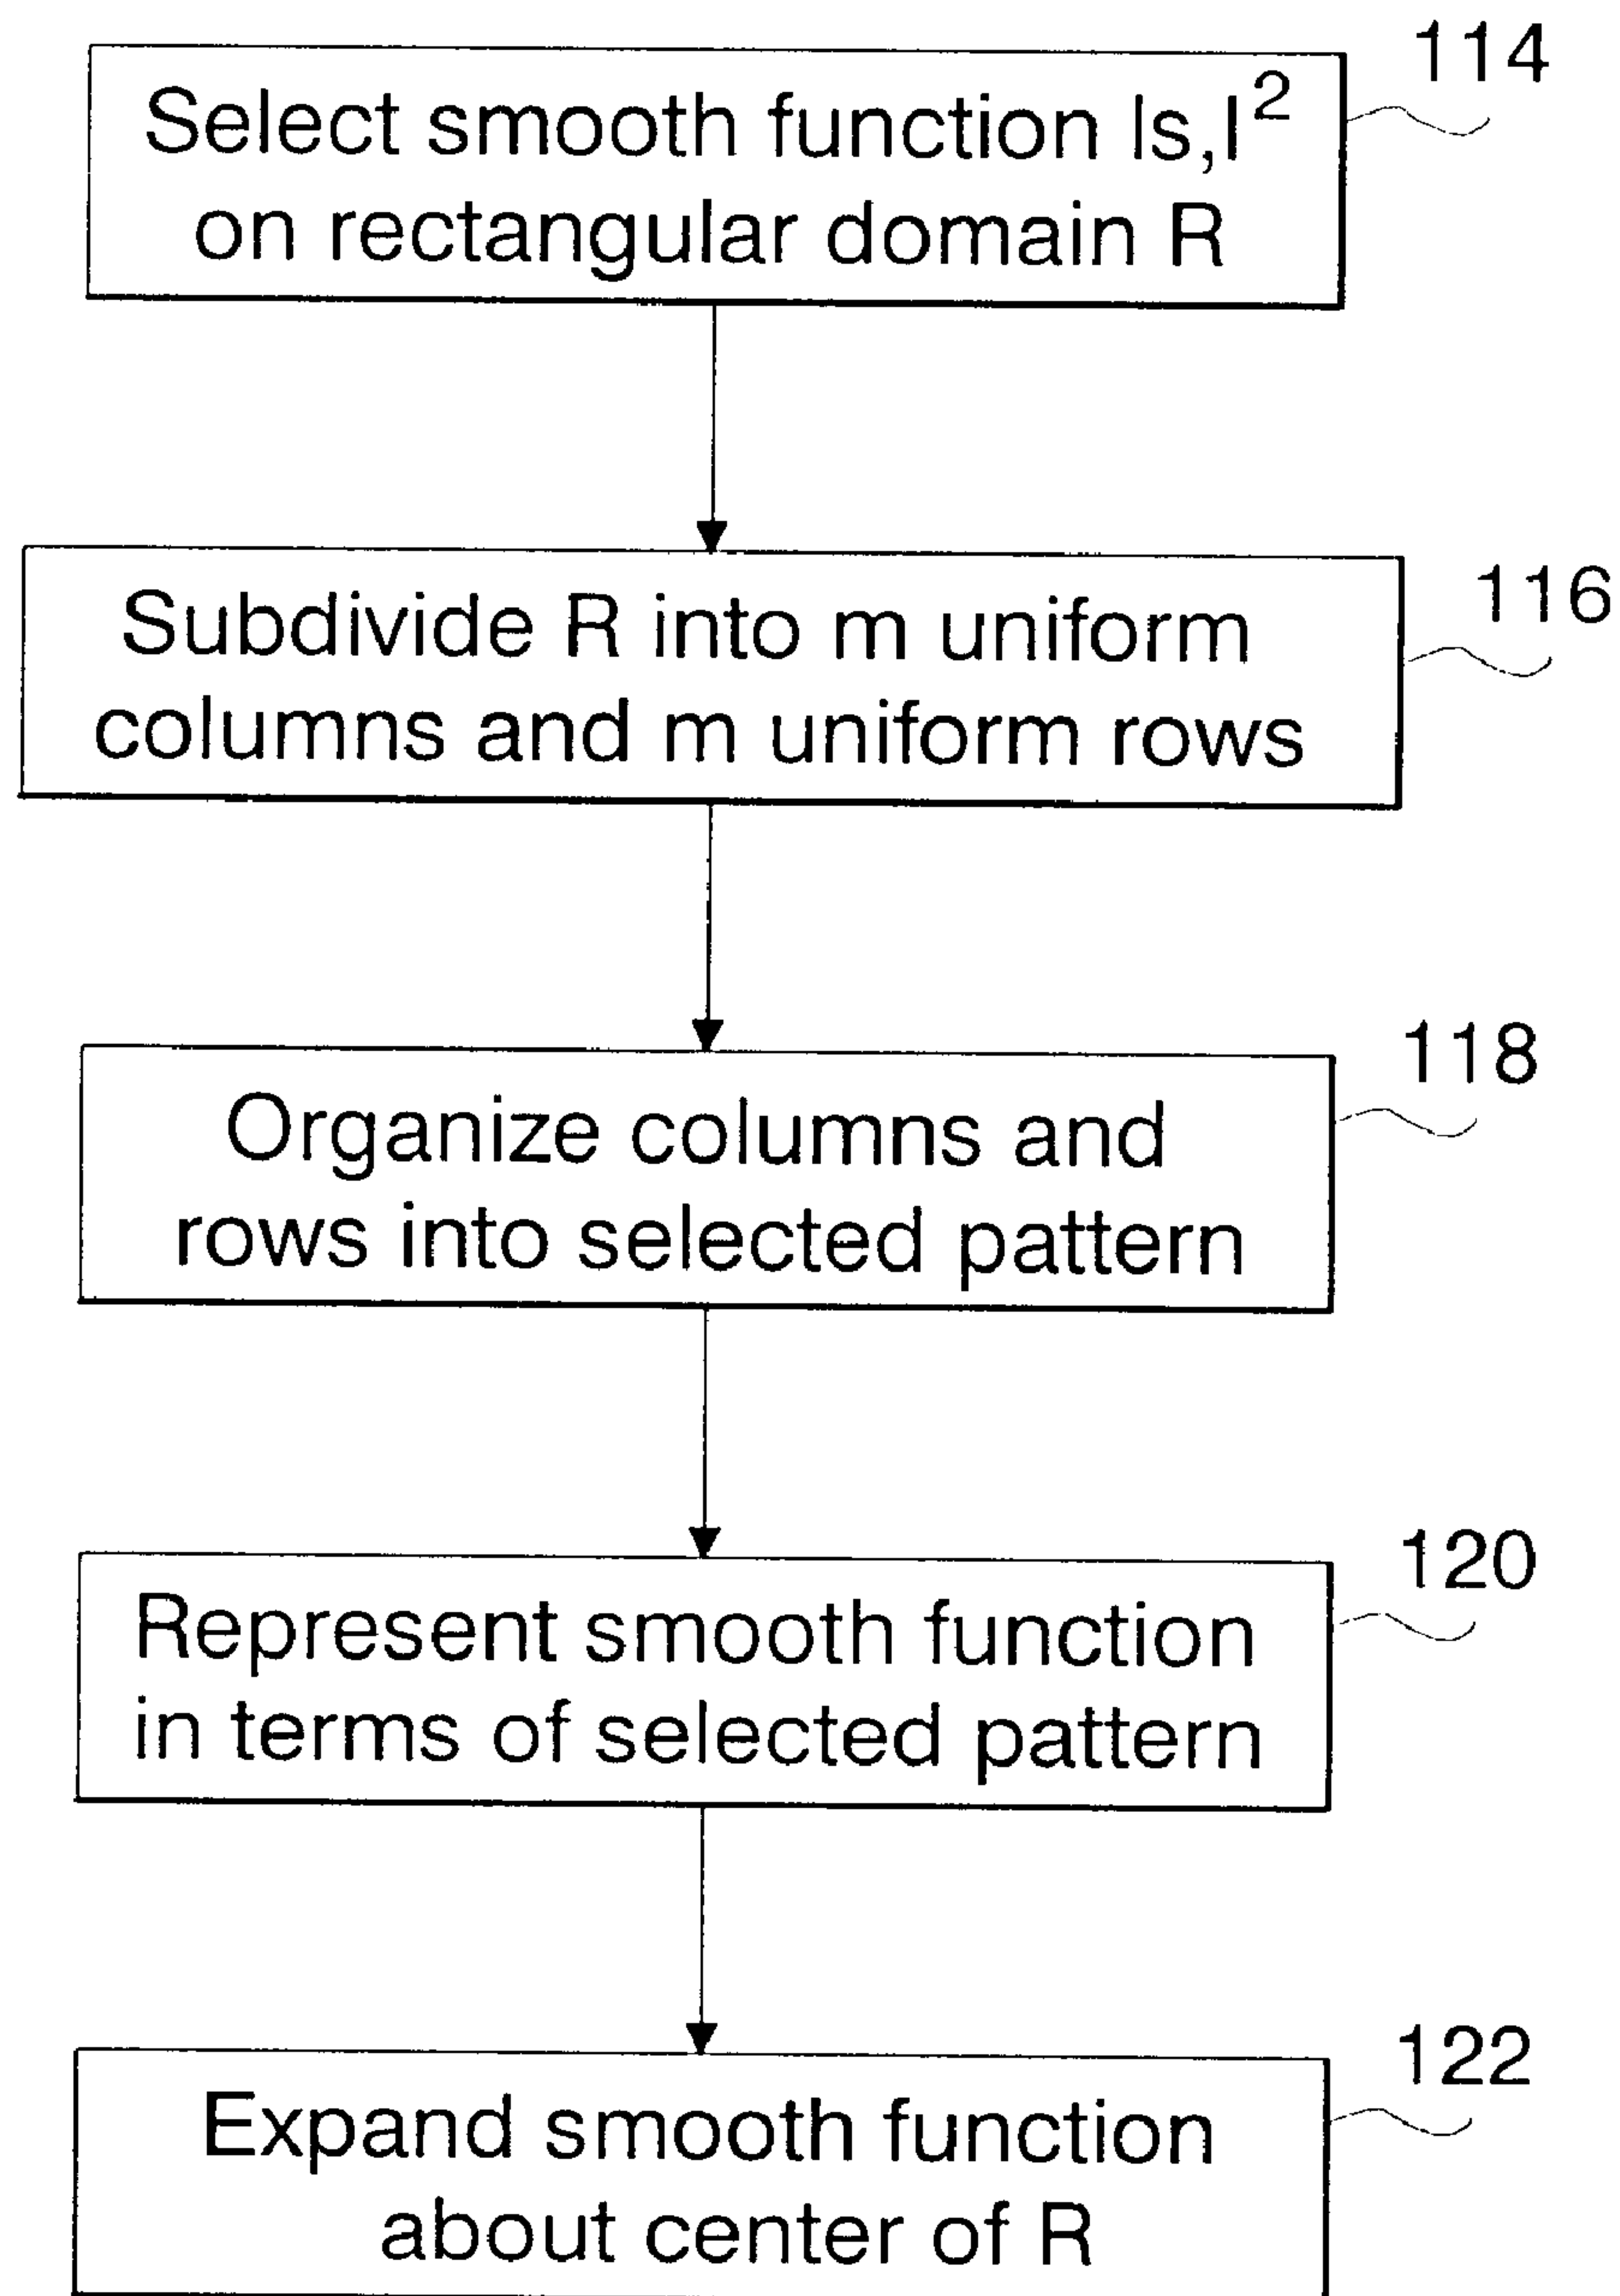 Select smooth function ls,l²
on rectangular domain R
114
Subdivide R into m uniform
columns and m uniform rows
116
Organize columns and
rows into selected pattern
118
Represent smooth function
in terms of selected pattern
120
Expand smooth function
about center of R
122